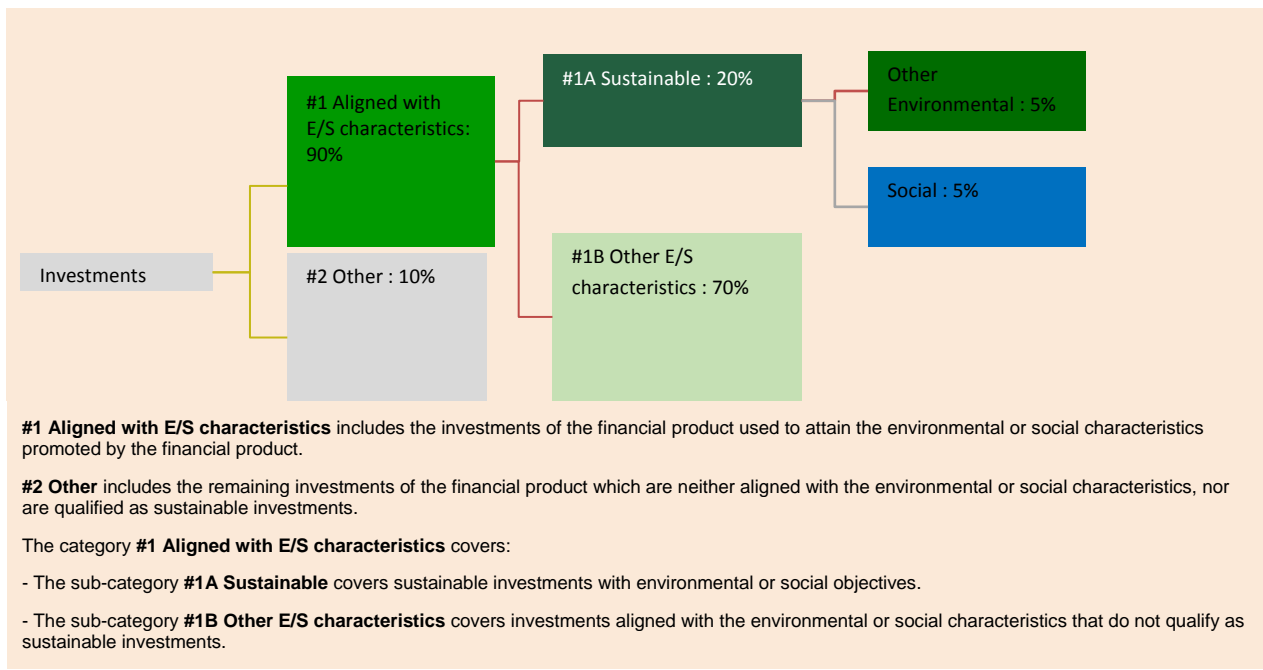 #1A Sustainable : 20%
Other
Environmental : 5%
#1 Aligned with
E/S characteristics:
90%
Social : 5%
Investments
#2 Other : 10%
#1B Other E/S
characteristics : 70%
#1 Aligned with E/S characteristics includes the investments of the financial product used to attain the environmental or social characteristics
promoted by the financial product.
#2 Other includes the remaining investments of the financial product which are neither aligned with the environmental or social characteristics, nor
are qualified as sustainable investments.
The category #1 Aligned with E/S characteristics covers:
- The sub-category #1A Sustainable covers sustainable investments with environmental or social objectives.
- The sub-category #1B Other E/S characteristics covers investments aligned with the environmental or social characteristics that do not qualify as
sustainable investments.